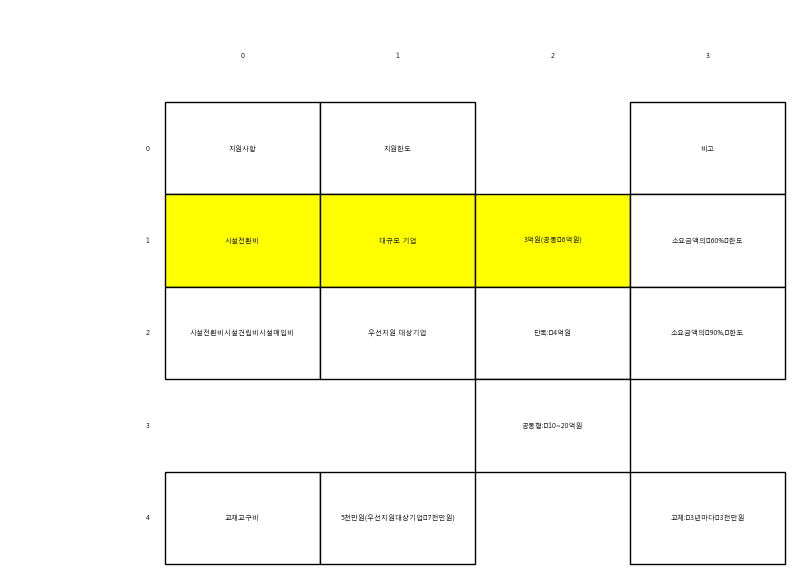 0 1 2 3
0 지원사항 지원한도 비고
1 시설전환비 대규모 기업 3억원(공동□6억원) 소요금액의□60%□한도
2 시설전환비시설건립비시설매입비 우선지원 대상기업 단독:□4억원 소요금액의□90%,□한도
3 공동형:□10~20억원
4 교재교구비 5천만원(우선지원대상기업□7천만원) 교체:□3년마다□3천만원